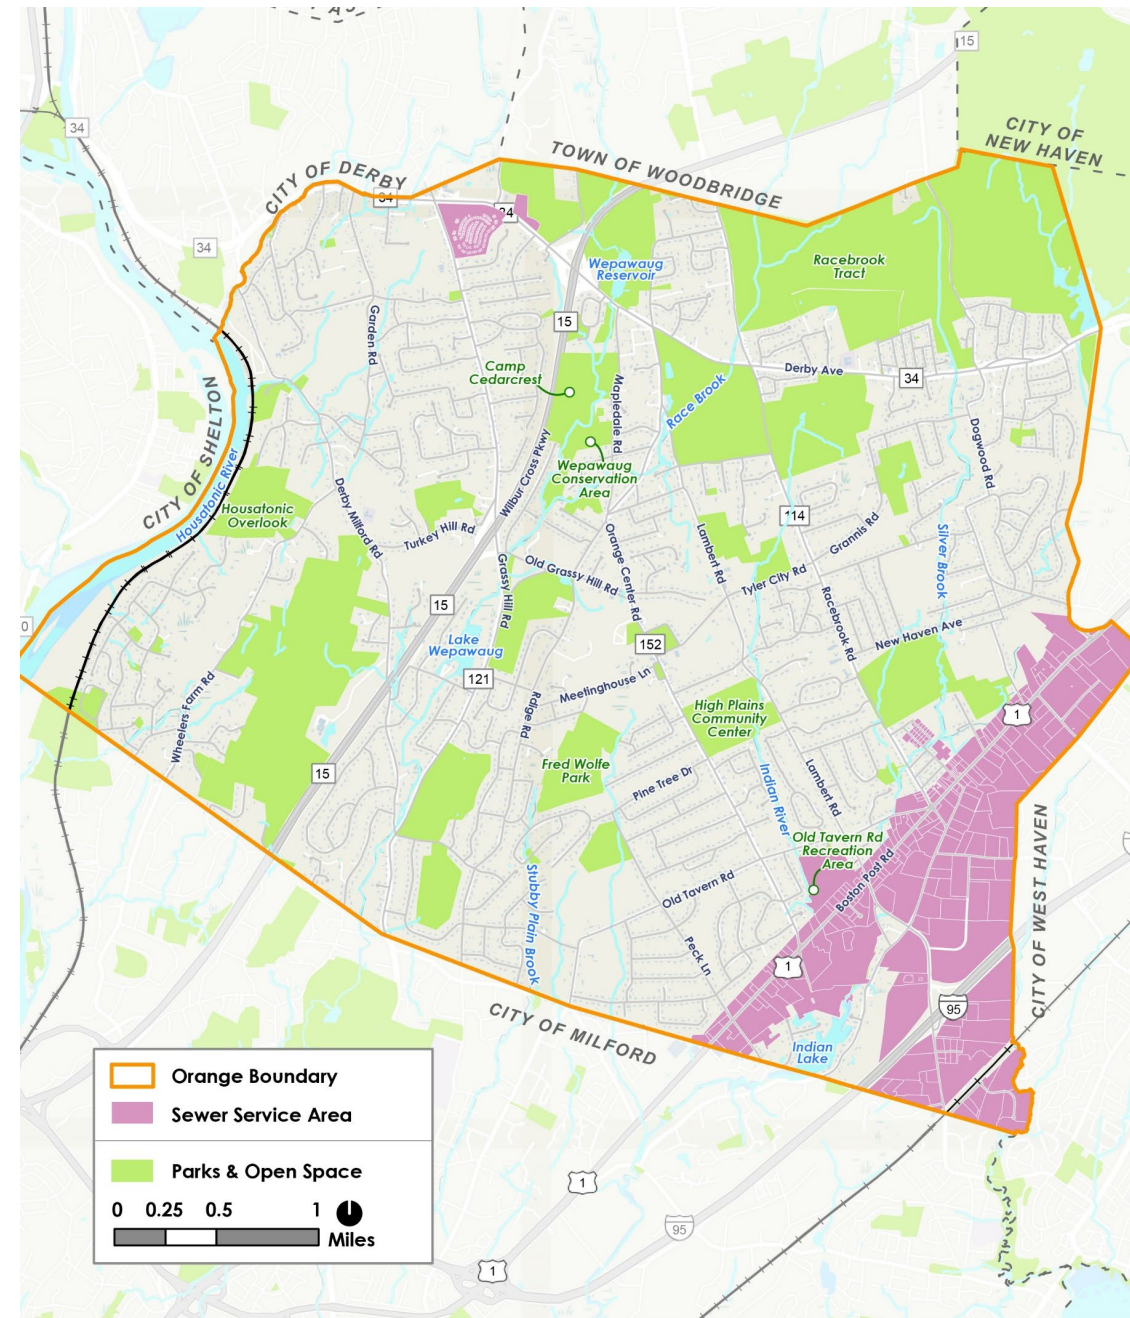 15
CITY OF
NEW HAVEN
34
TOWN OF WOODBRIDGE
CITY OF DERBY
34
34
34
Wepawaug
Reservoir
Racebrook
Tract
15
Garden Rd
Camp
Cedarcrest
Derby Ave
34
Mapledale Rd
Race Brook
CITY OF SHELTON
Housatonic River
Wilbur Cross Pkwy
Dogwood Rd
Wepawaug
Conservation
Area
Housatonic
Overlook
Derby Milford Rd
Turkey Hill Rd
114
Grannis Rd
Lambert Rd
Silver Brook
Orange Center Rd
Old Grassy Hill Rd
Grassy Hill Rd
Tyler City Rd
Racebrook Rd
15
0
Lake
Wepawaug
152
New Haven Ave
121
Meetinghouse Ln
Rdige Rd
Wheelers Farm Rd
High Plains
Community
Center
1
15
Fred Wolfe
Park
Pine Tree Dr
Indian River
Lambert Rd
Old Tavern Rd
Recreation
Area
Boston Post Rd
CITY OF WEST HAVEN
Stubby Plain Brook
Old Tavern Rd
Peck Ln
1
95
CITY OF MILFORD
Indian
Lake
Orange Boundary
Sewer Service Area
Parks & Open Space
0 0.25 0.5 1
Miles
1
95
1